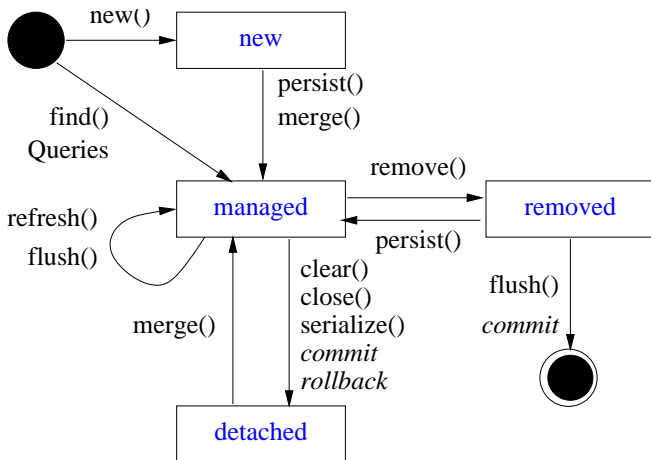 new()
new
persist()
merge()
find()
Queries
remove()
managed
removed
refresh()
flush()
persist()
clear()
close()
serialize()
commit
rollback
merge()
flush()
commit
detached